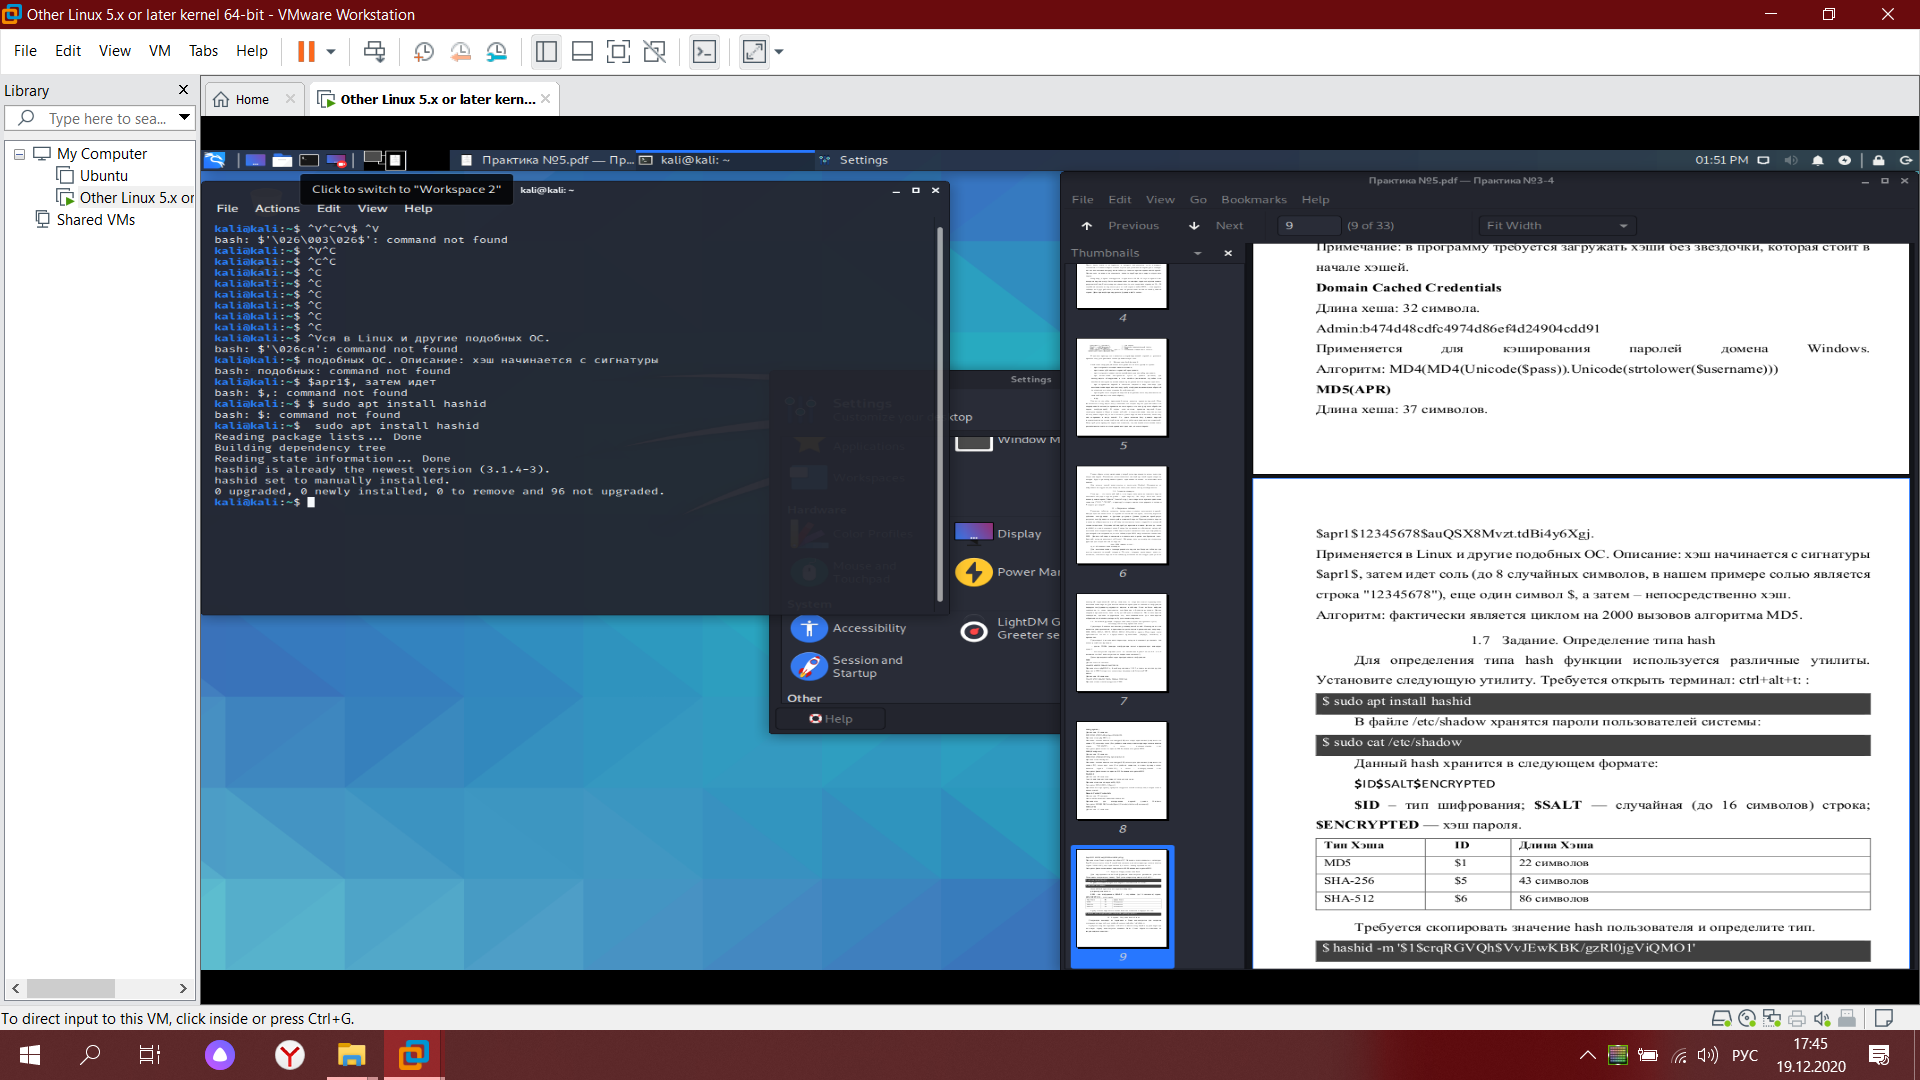 Other Linux 5.x or later kernel 64-bit - VMware Workstation
File Edit View VM Tabs Help
Library
Type here to sea...
My Computer
Ubuntu
Other Linux 5.x or
Shared VMs
Home
Other Linux 5.x or later kern...
Практика №5.pdf — Пр...
kali@kali: ~
Settings
01:51 PM
Click to switch to "Workspace 2"
kali@kali: ~
File Actions Edit View Help
kali@kali:~$ ^V^C^V$ ^V
bash: $'\026\003\026$': command not found
kali@kali:~$ ^V^C
kali@kali:~$ ^C^C
kali@kali:~$ ^C
kali@kali:~$ ^C
kali@kali:~$ ^C
kali@kali:~$ ^C
kali@kali:~$ ^C
kali@kali:~$ ^C
kali@kali:~$ ^Vся в Linux и другие подобных ОС.
bash: $'\026ся': command not found
kali@kali:~$ подобных ОС. Описание: хэш начинается с сигнатуры
bash: подобных: command not found
kali@kali:~$ $apr1$, затем идет
bash: $,: command not found
kali@kali:~$ $ sudo apt install hashid
bash: $: command not found
kali@kali:~$  sudo apt install hashid
Reading package lists... Done
Building dependency tree
Reading state information... Done
hashid is already the newest version (3.1.4-3).
hashid set to manually installed.
0 upgraded, 0 newly installed, 0 to remove and 96 not upgraded.
kali@kali:~$
Settings
Settings
ktop
Window M
Hardware
Display
Power Mar
System
Accessibility
LightDM G
Greeter se
Session and
Startup
Other
Help
Практика №5.pdf — Практика №3-4
File Edit View Go Bookmarks Help
Previous Next 9 (9 of 33) Fit Width
Thumbnails
4
5
6
7
8
9
Примечание: в программу требуется загружать хэши без звездочки, которая стоит в
начале хэшей.
Domain Cached Credentials
Длина хеша: 32 символа.
Admin:b474d48cdfc4974d86ef4d24904cdd91
Применяется для кэширования паролей домена Windows.
Алгоритм: MD4(MD4(Unicode($pass)).Unicode(strtolower($username)))
MD5(APR)
Длина хеша: 37 символов.
$apr1$12345678$auQSX8Mvzt.tdBi4y6Xgj.
Применяется в Linux и другие подобных ОС. Описание: хэш начинается с сигнатуры
$apr1$, затем идет соль (до 8 случайных символов, в нашем примере солью является
строка "12345678"), еще один символ $, а затем – непосредственно хэш.
Алгоритм: фактически является циклом на 2000 вызовов алгоритма MD5.
1.7 Задание. Определение типа hash
Для определения типа hash функции используется различные утилиты.
Установите следующую утилиту. Требуется открыть терминал: ctrl+alt+t: :
$ sudo apt install hashid
В файле /etc/shadow хранятся пароли пользователей системы:
$ sudo cat /etc/shadow
Данный hash хранится в следующем формате:
$ID$SALT$ENCRYPTED
$ID – тип шифрования; $SALT — случайная (до 16 символов) строка;
$ENCRYPTED — хэш пароля.
Тип Хэша ID Длина Хэша
MD5 $1 22 символов
SHA-256 $5 43 символов
SHA-512 $6 86 символов
Требуется скопировать значение hash пользователя и определите тип.
$ hashid -m '$1$crqRGVQh$VvJEwKBK/gzRl0jgViQMO1'
To direct input to this VM, click inside or press Ctrl+G.
РУС
17:45
19.12.2020